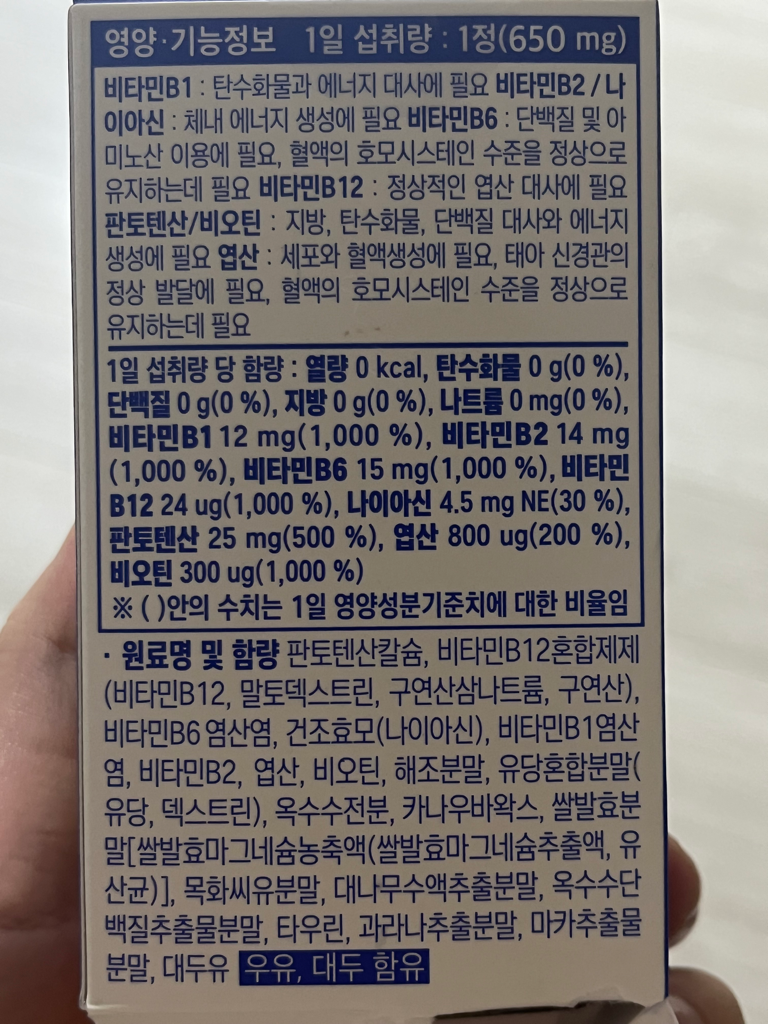 영양·기능정보 1일 섭취량 : 1정(650 mg)
비타민B1 : 탄수화물과 에너지 대사에 필요 비타민B2 / 나
이아신 : 체내 에너지 생성에 필요 비타민B6 : 단백질 및 아
미노산 이용에 필요, 혈액의 호모시스테인 수준을 정상으로
유지하는데 필요 비타민B12 : 정상적인 엽산 대사에 필요
판토텐산/비오틴 : 지방, 탄수화물, 단백질 대사와 에너지
생성에 필요 엽산 : 세포와 혈액생성에 필요, 태아 신경관의
정상 발달에 필요, 혈액의 호모시스테인 수준을 정상으로
유지하는데 필요
1일 섭취량 당 함량 : 열량 0 kcal, 탄수화물 0 g(0 %),
단백질 0 g(0 %), 지방 0 g(0 %), 나트륨 0 mg(0 %),
비타민B1 12 mg(1,000 %), 비타민B2 14 mg
(1,000 %), 비타민B6 15 mg(1,000 %), 비타민
B12 24 ug(1,000 %), 나이아신 4.5 mg NE(30 %),
판토텐산 25 mg(500 %), 엽산 800 ug(200 %),
비오틴 300 ug(1,000 %)
※ ( )안의 수치는 1일 영양성분기준치에 대한 비율임
· 원료명 및 함량 판토텐산칼슘, 비타민B12혼합제제
(비타민B12, 말토덱스트린, 구연산삼나트륨, 구연산),
비타민B6염산염, 건조효모(나이아신), 비타민B1염산
염, 비타민B2, 엽산, 비오틴, 해조분말, 유당혼합분말(
유당, 덱스트린), 옥수수전분, 카나우바왁스, 쌀발효분
말[쌀발효마그네슘농축액(쌀발효마그네슘추출액, 유
산균)], 목화씨유분말, 대나무수액추출분말, 옥수수단
백질추출물분말, 타우린, 과라나추출분말, 마카추출물
분말, 대두유 우유, 대두 함유